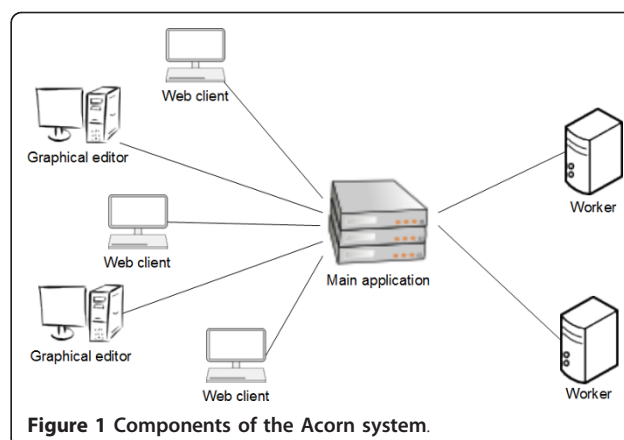 Web client
Graphical editor
Web client
Main application
Worker
Graphical editor
Web client
Worker
Figure 1 Components of the Acorn system.